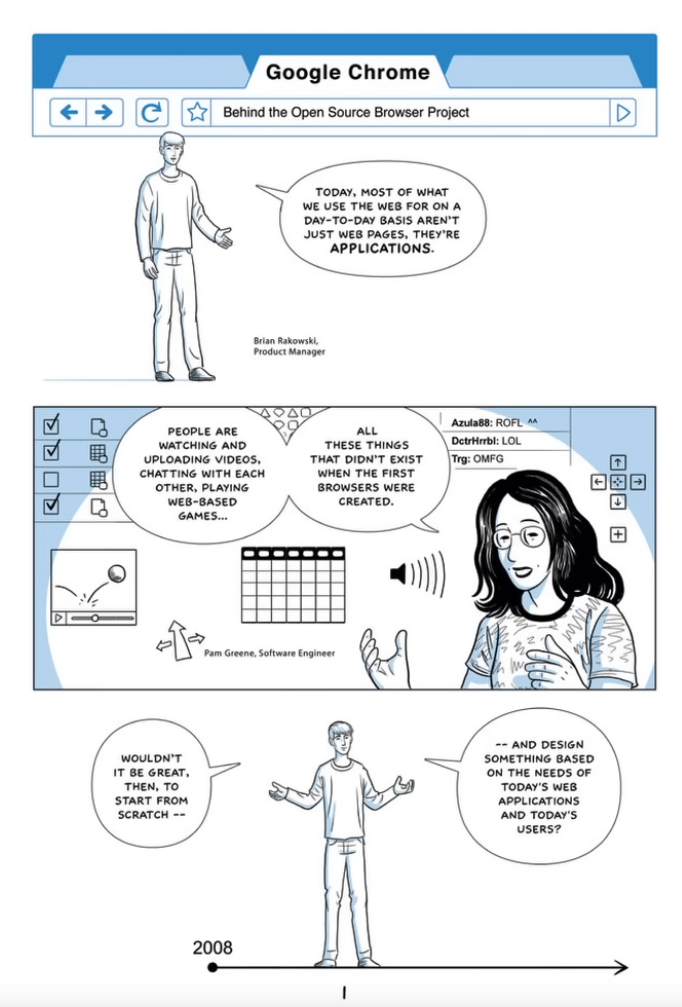 Google Chrome
Behind the Open Source Browser Project
TODAY, MOST OF WHAT
WE USE THE WEB FOR ON A
DAY-TO-DAY BASIS AREN'T
JUST WEB PAGES, THEY'RE
APPLICATIONS.
Brian Rakowski,
Product Manager
PEOPLE ARE
WATCHING AND
UPLOADING VIDEOS,
CHATTING WITH EACH
OTHER, PLAYING
WEB-BASED
GAMES...
ALL
THESE THINGS
THAT DIDN'T EXIST
WHEN THE FIRST
BROWSERS WERE
CREATED.
Azula88: ROFL ^^
DctrHrrbl: LOL
Trg: OMFG
Pam Greene, Software Engineer
WOULDN'T
IT BE GREAT,
THEN, TO
START FROM
SCRATCH --
-- AND DESIGN
SOMETHING BASED
ON THE NEEDS OF
TODAY'S WEB
APPLICATIONS
AND TODAY'S
USERS?
2008
1